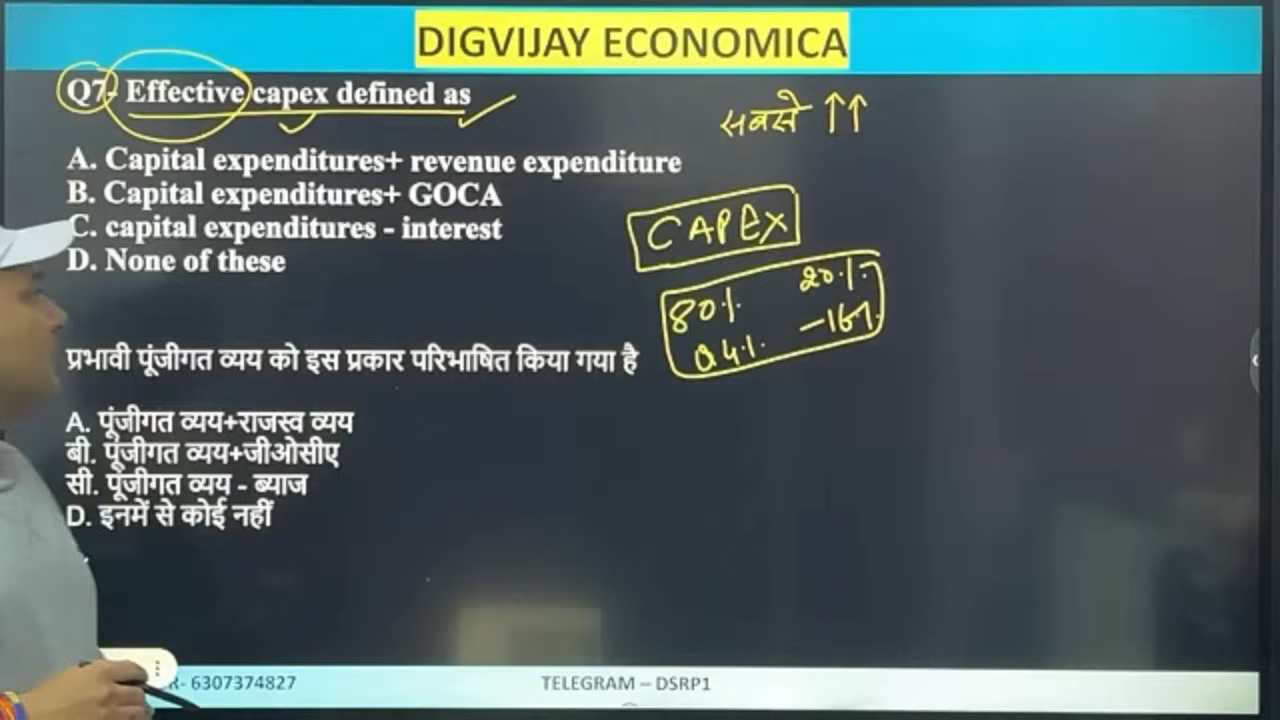 DIGVIJAY ECONOMICA
Q7- Effective capex defined as
सबसे ↑↑
A. Capital expenditures+ revenue expenditure
B. Capital expenditures+ GOCA
C. capital expenditures - interest
D. None of these
CAPEX
80% 20%
-16%
प्रभावी पूंजीगत व्यय को इस प्रकार परिभाषित किया गया है
A. पूंजीगत व्यय+राजस्व व्यय
बी. पूंजीगत व्यय+जीओसीए
सी. पूंजीगत व्यय - ब्याज
D. इनमें से कोई नहीं
R- 6307374827
TELEGRAM – DSRP1